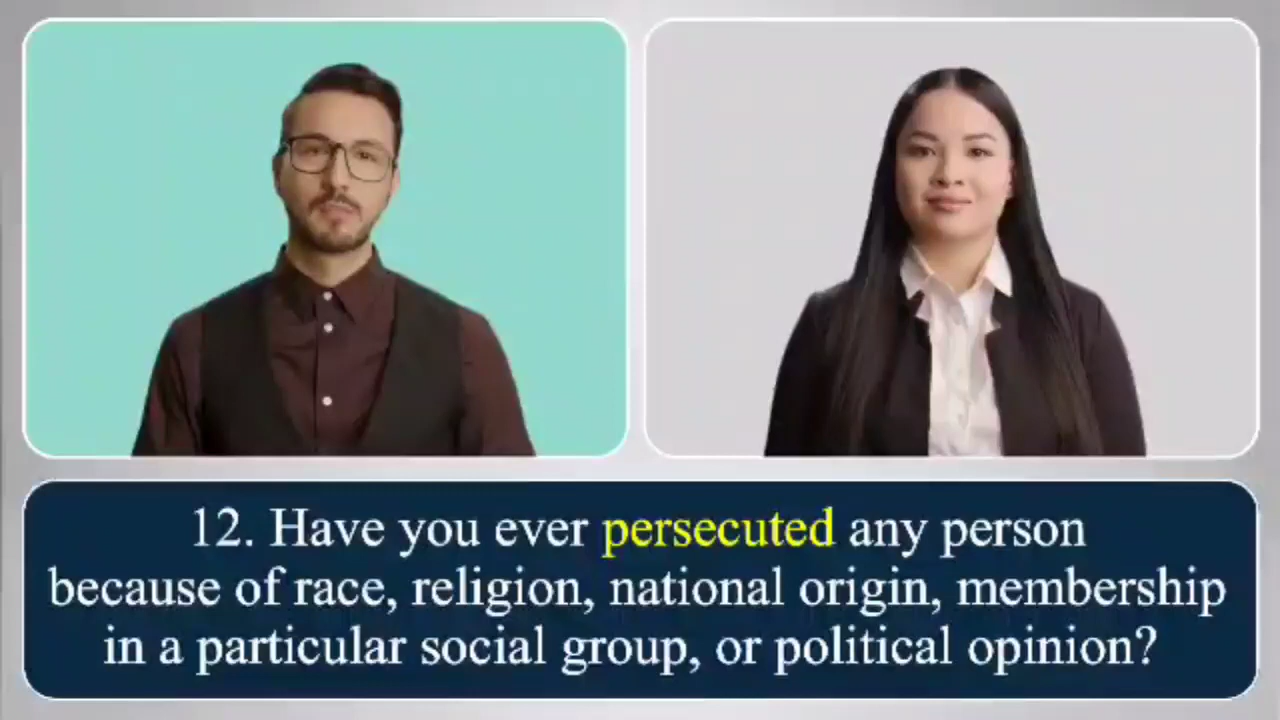 12. Have you ever persecuted any person
because of race, religion, national origin, membership
in a particular social group, or political opinion?